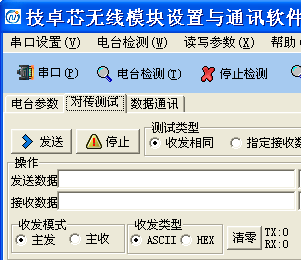 技卓芯无线模块设置与通讯软件
串口设置(V) 电台检测(W) 读写参数(X) 帮助
串口 电台检测(T) 停止检测
电台参数 对传测试 数据通讯
测试类型
发送 停止 收发相同 指定接收数
操作
发送数据
接收数据
收发模式 收发类型
主发 主收 ASCII HEX 清零 TX:0
RX:0